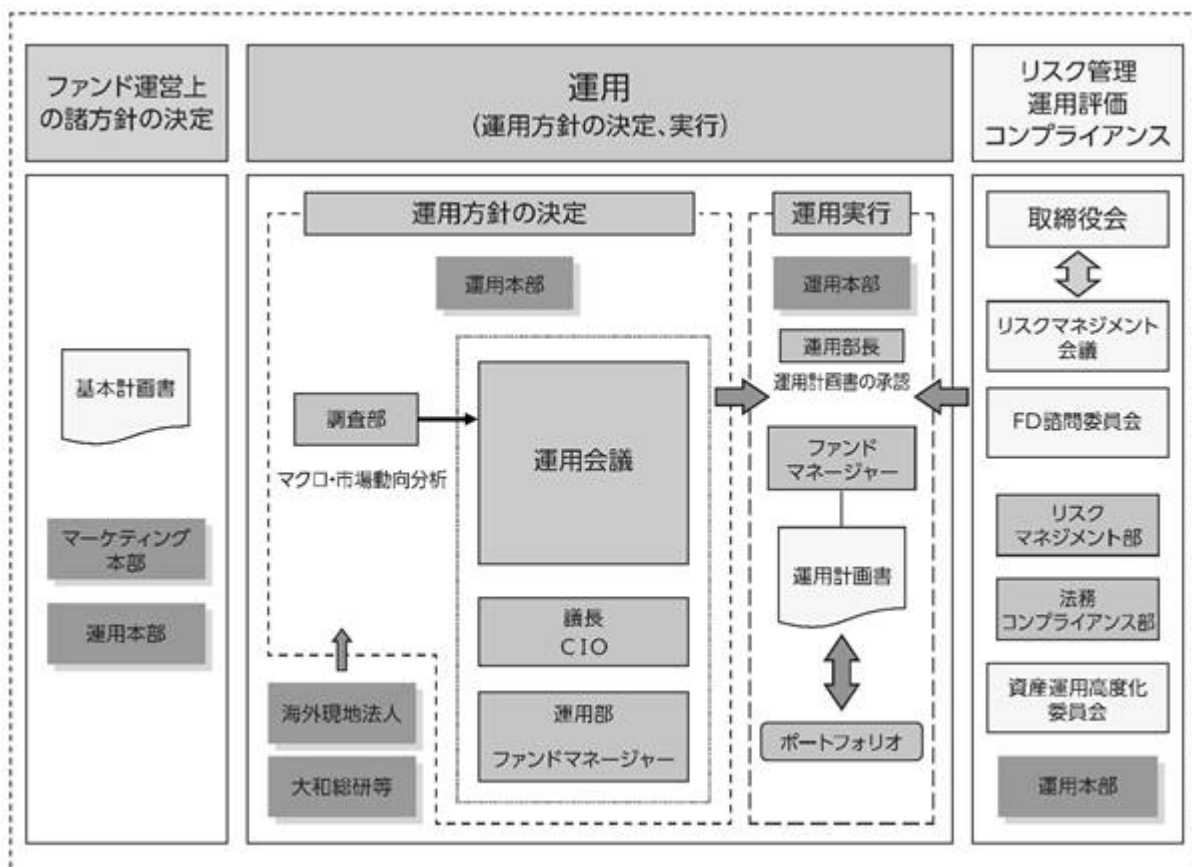 ファンド運営上
の諸方針の決定
運用
(運用方針の決定、実行)
リスク管理
運用評価
コンプライアンス
基本計画書
マーケティング
本部
運用本部
運用方針の決定
運用本部
調査部
マクロ・市場動向分析
運用会議
議長
CIO
運用部
ファンドマネージャー
海外現地法人
大和総研等
運用実行
運用本部
運用部長
運用計画書の承認
ファンド
マネージャー
運用計画書
ポートフォリオ
取締役会
リスクマネジメント
会議
FD諮問委員会
リスク
マネジメント部
法務
コンプライアンス部
資産運用高度化
委員会
運用本部